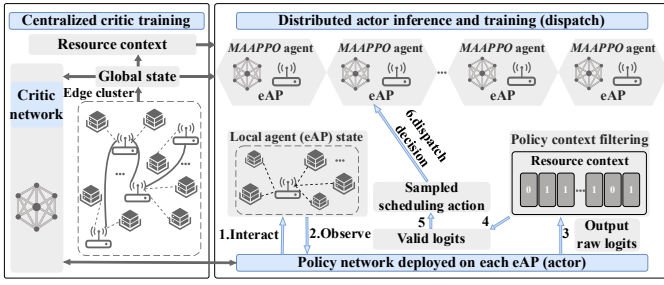 Centralized critic training
Resource context
Global state
Edge cluster
Critic
network
...
...
Distributed actor inference and training (dispatch)
MAAPPO agent
MAAPPO agent
MAAPPO agent
MAAPPO agent
...
eAP
eAP
eAP
eAP
Local agent (eAP) state
...
6.dispatch
decision
Policy context filtering
Resource context
0 1 1 ... 1 0 1
Sampled
scheduling action
5
4
Valid logits
3
Output
raw logits
1.Interact
2.Observe
Policy network deployed on each eAP (actor)